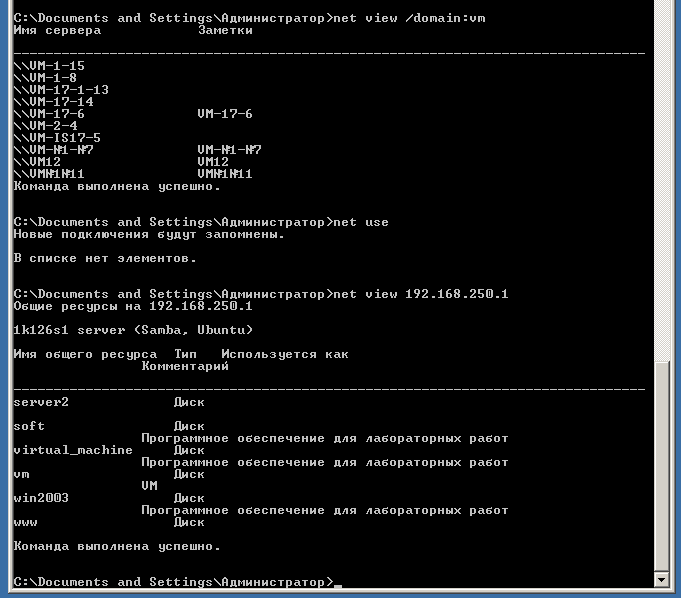 C:\Documents and Settings\Администратор>net view /domain:vm
Имя сервера Заметки
-------------------------------------------------------------------------------
\\VM-1-15
\\VM-1-8
\\VM-17-1-13
\\VM-17-14
\\VM-17-6 VM-17-6
\\VM-2-4
\\VM-IS17-5
\\VM-№1-№7 VM-№1-№7
\\VM12 VM12
\\VM№1№11 VM№1№11
Команда выполнена успешно.
C:\Documents and Settings\Администратор>net use
Новые подключения будут запомнены.
В списке нет элементов.
C:\Documents and Settings\Администратор>net view 192.168.250.1
Общие ресурсы на 192.168.250.1
1k126s1 server (Samba, Ubuntu)
Имя общего ресурса Тип Используется как
Комментарий
-------------------------------------------------------------------------------
server2 Диск
soft Диск
Программное обеспечение для лабораторных работ
virtual_machine Диск
Программное обеспечение для лабораторных работ
vm Диск
VM
win2003 Диск
Программное обеспечение для лабораторных работ
www Диск
Команда выполнена успешно.
C:\Documents and Settings\Администратор>_